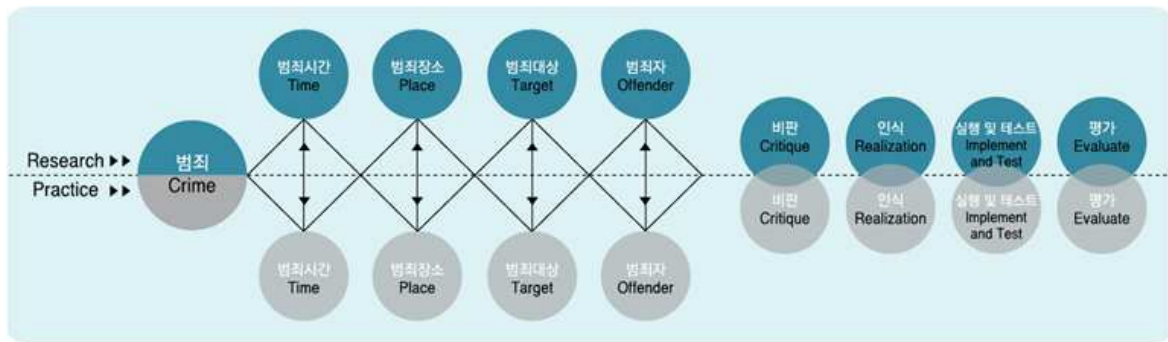 범죄시간
Time
범죄장소
Place
범죄대상
Target
범죄자
Offender
Research ▶▶
Practice ▶▶
범죄
Crime
비판
Critique
인식
Realization
실행 및 테스트
Implement
and Test
평가
Evaluate
비판
Critique
인식
Realization
실행 및 테스트
Implement
and Test
평가
Evaluate
범죄시간
Time
범죄장소
Place
범죄대상
Target
범죄자
Offender